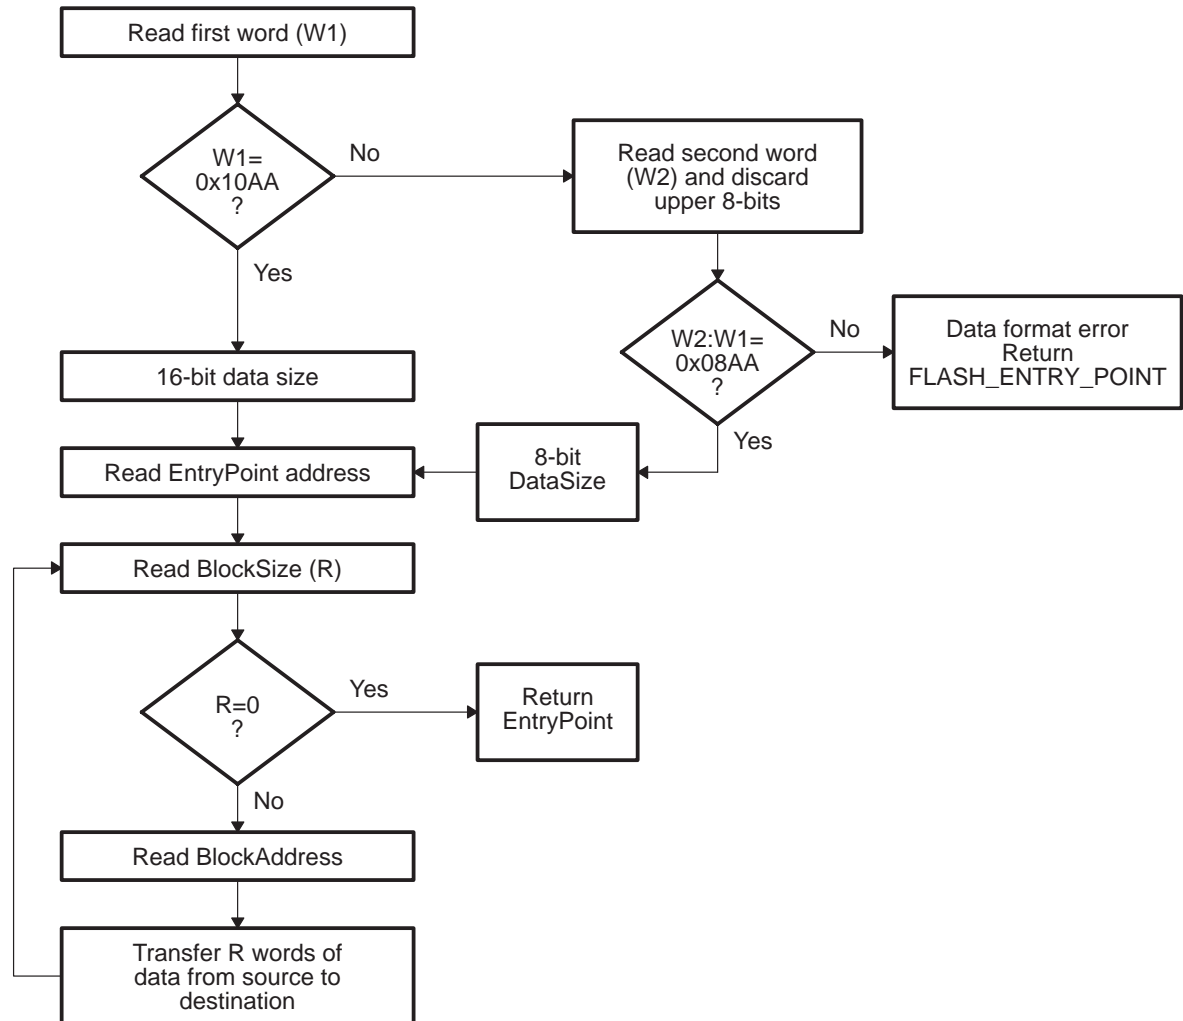 Read first word (W1)
W1=
0x10AA
?
No
Read second word
(W2) and discard
upper 8-bits
Yes
W2:W1=
0x08AA
?
No
Data format error
Return
FLASH_ENTRY_POINT
16-bit data size
Yes
8-bit
DataSize
Read EntryPoint address
Read BlockSize (R)
R=0
?
Yes
Return
EntryPoint
No
Read BlockAddress
Transfer R words of
data from source to
destination